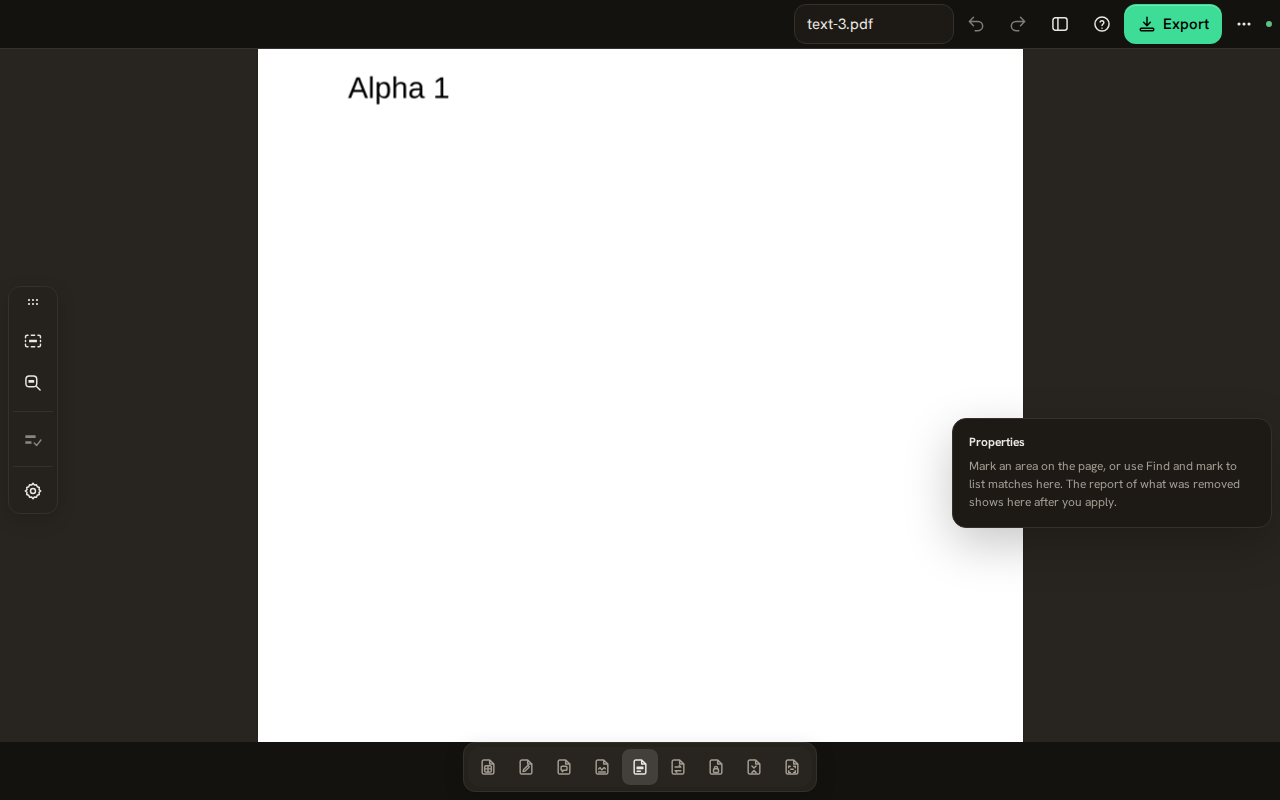 text-3.pdf
Export
Alpha 1
Properties
Mark an area on the page, or use Find and mark to
list matches here. The report of what was removed
shows here after you apply.